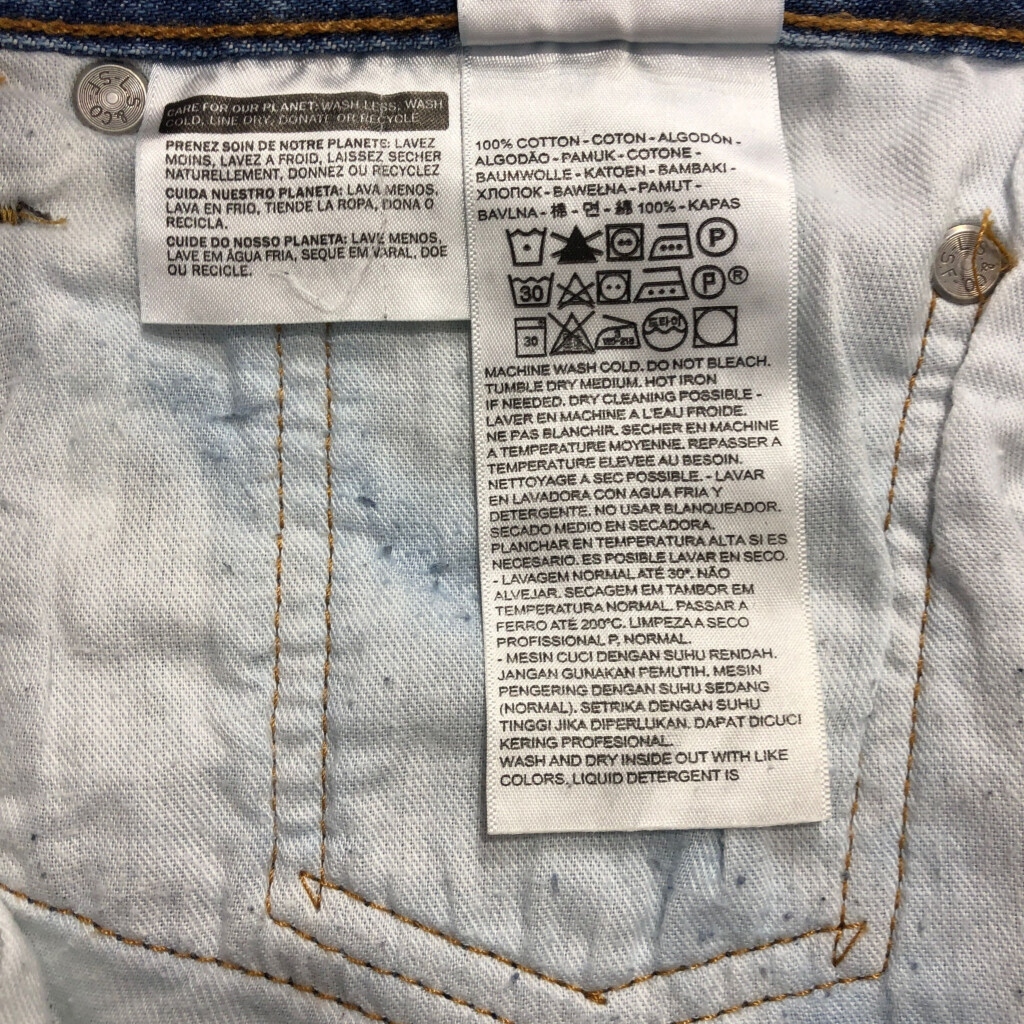 CARE FOR OUR PLANET: WASH LESS, WASH
COLD, LINE DRY, DONATE OR RECYCLE
PRENEZ SOIN DE NOTRE PLANETE: LAVEZ
MOINS, LAVEZ A FROID, LAISSEZ SECHER
NATURELLEMENT, DONNEZ OU RECYCLEZ
CUIDA NUESTRO PLANETA: LAVA MENOS,
LAVA EN FRIO, TIENDE LA ROPA, DONA O
RECICLA.
CUIDE DO NOSSO PLANETA: LAVE MENOS,
LAVE EM ÁGUA FRIA, SEQUE EM VARAL, DOE
OU RECICLE.
100% COTTON - COTON - ALGODÓN -
ALGODÃO - PAMUK - COTONE -
BAUMWOLLE - KATOEN - BAMBAKI -
ХЛОПОК - BAWEŁNA - PAMUT -
BAVLNA - 棉 - 면 - 綿 100% - KAPAS
P
30 P ®
30 드라이
MACHINE WASH COLD. DO NOT BLEACH.
TUMBLE DRY MEDIUM. HOT IRON
IF NEEDED. DRY CLEANING POSSIBLE -
LAVER EN MACHINE A L'EAU FROIDE.
NE PAS BLANCHIR. SECHER EN MACHINE
A TEMPERATURE MOYENNE. REPASSER A
TEMPERATURE ELEVEE AU BESOIN.
NETTOYAGE A SEC POSSIBLE. - LAVAR
EN LAVADORA CON AGUA FRIA Y
DETERGENTE. NO USAR BLANQUEADOR.
SECADO MEDIO EN SECADORA.
PLANCHAR EN TEMPERATURA ALTA SI ES
NECESARIO. ES POSIBLE LAVAR EN SECO.
- LAVAGEM NORMAL ATÉ 30º. NÃO
ALVEJAR. SECAGEM EM TAMBOR EM
TEMPERATURA NORMAL. PASSAR A
FERRO ATÉ 200°C. LIMPEZA A SECO
PROFISSIONAL P, NORMAL.
- MESIN CUCI DENGAN SUHU RENDAH.
JANGAN GUNAKAN PEMUTIH. MESIN
PENGERING DENGAN SUHU SEDANG
(NORMAL). SETRIKA DENGAN SUHU
TINGGI JIKA DIPERLUKAN. DAPAT DICUCI
KERING PROFESIONAL.
WASH AND DRY INSIDE OUT WITH LIKE
COLORS, LIQUID DETERGENT IS